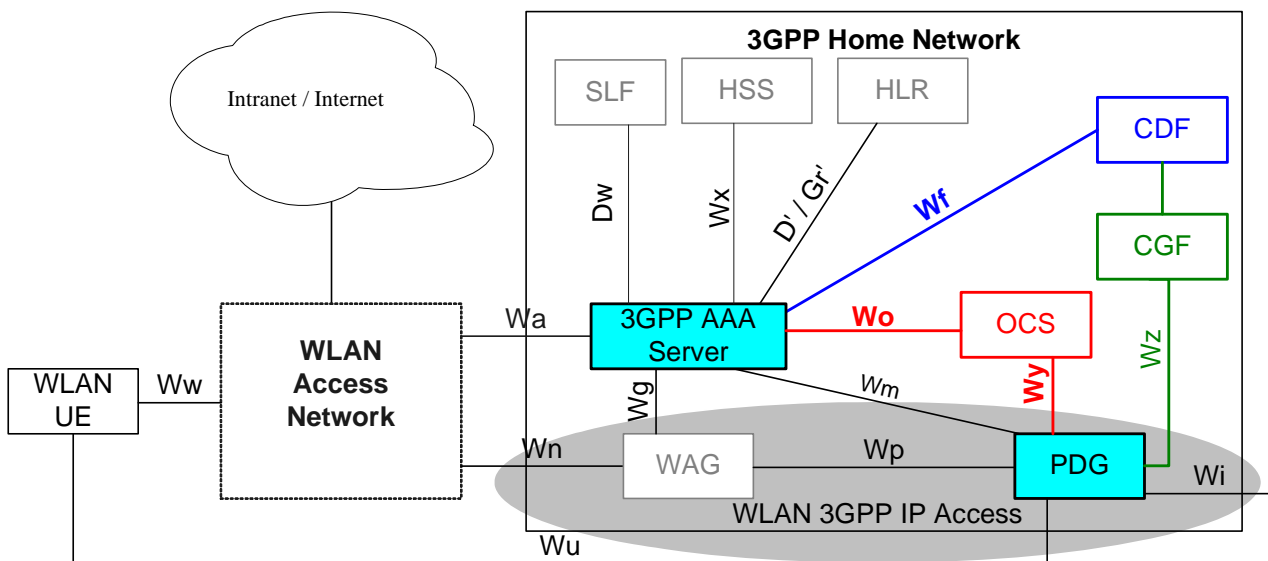 3GPP Home Network
Intranet / Internet
SLF
HSS
HLR
CDF
Dw
Wx
D' / Gr'
Wf
CGF
Wa
3GPP AAA
Server
Wo
OCS
Wz
WLAN
Access
Network
WLAN
UE
Ww
Wg
Wm
Wy
Wn
WAG
Wp
PDG
Wi
WLAN 3GPP IP Access
Wu